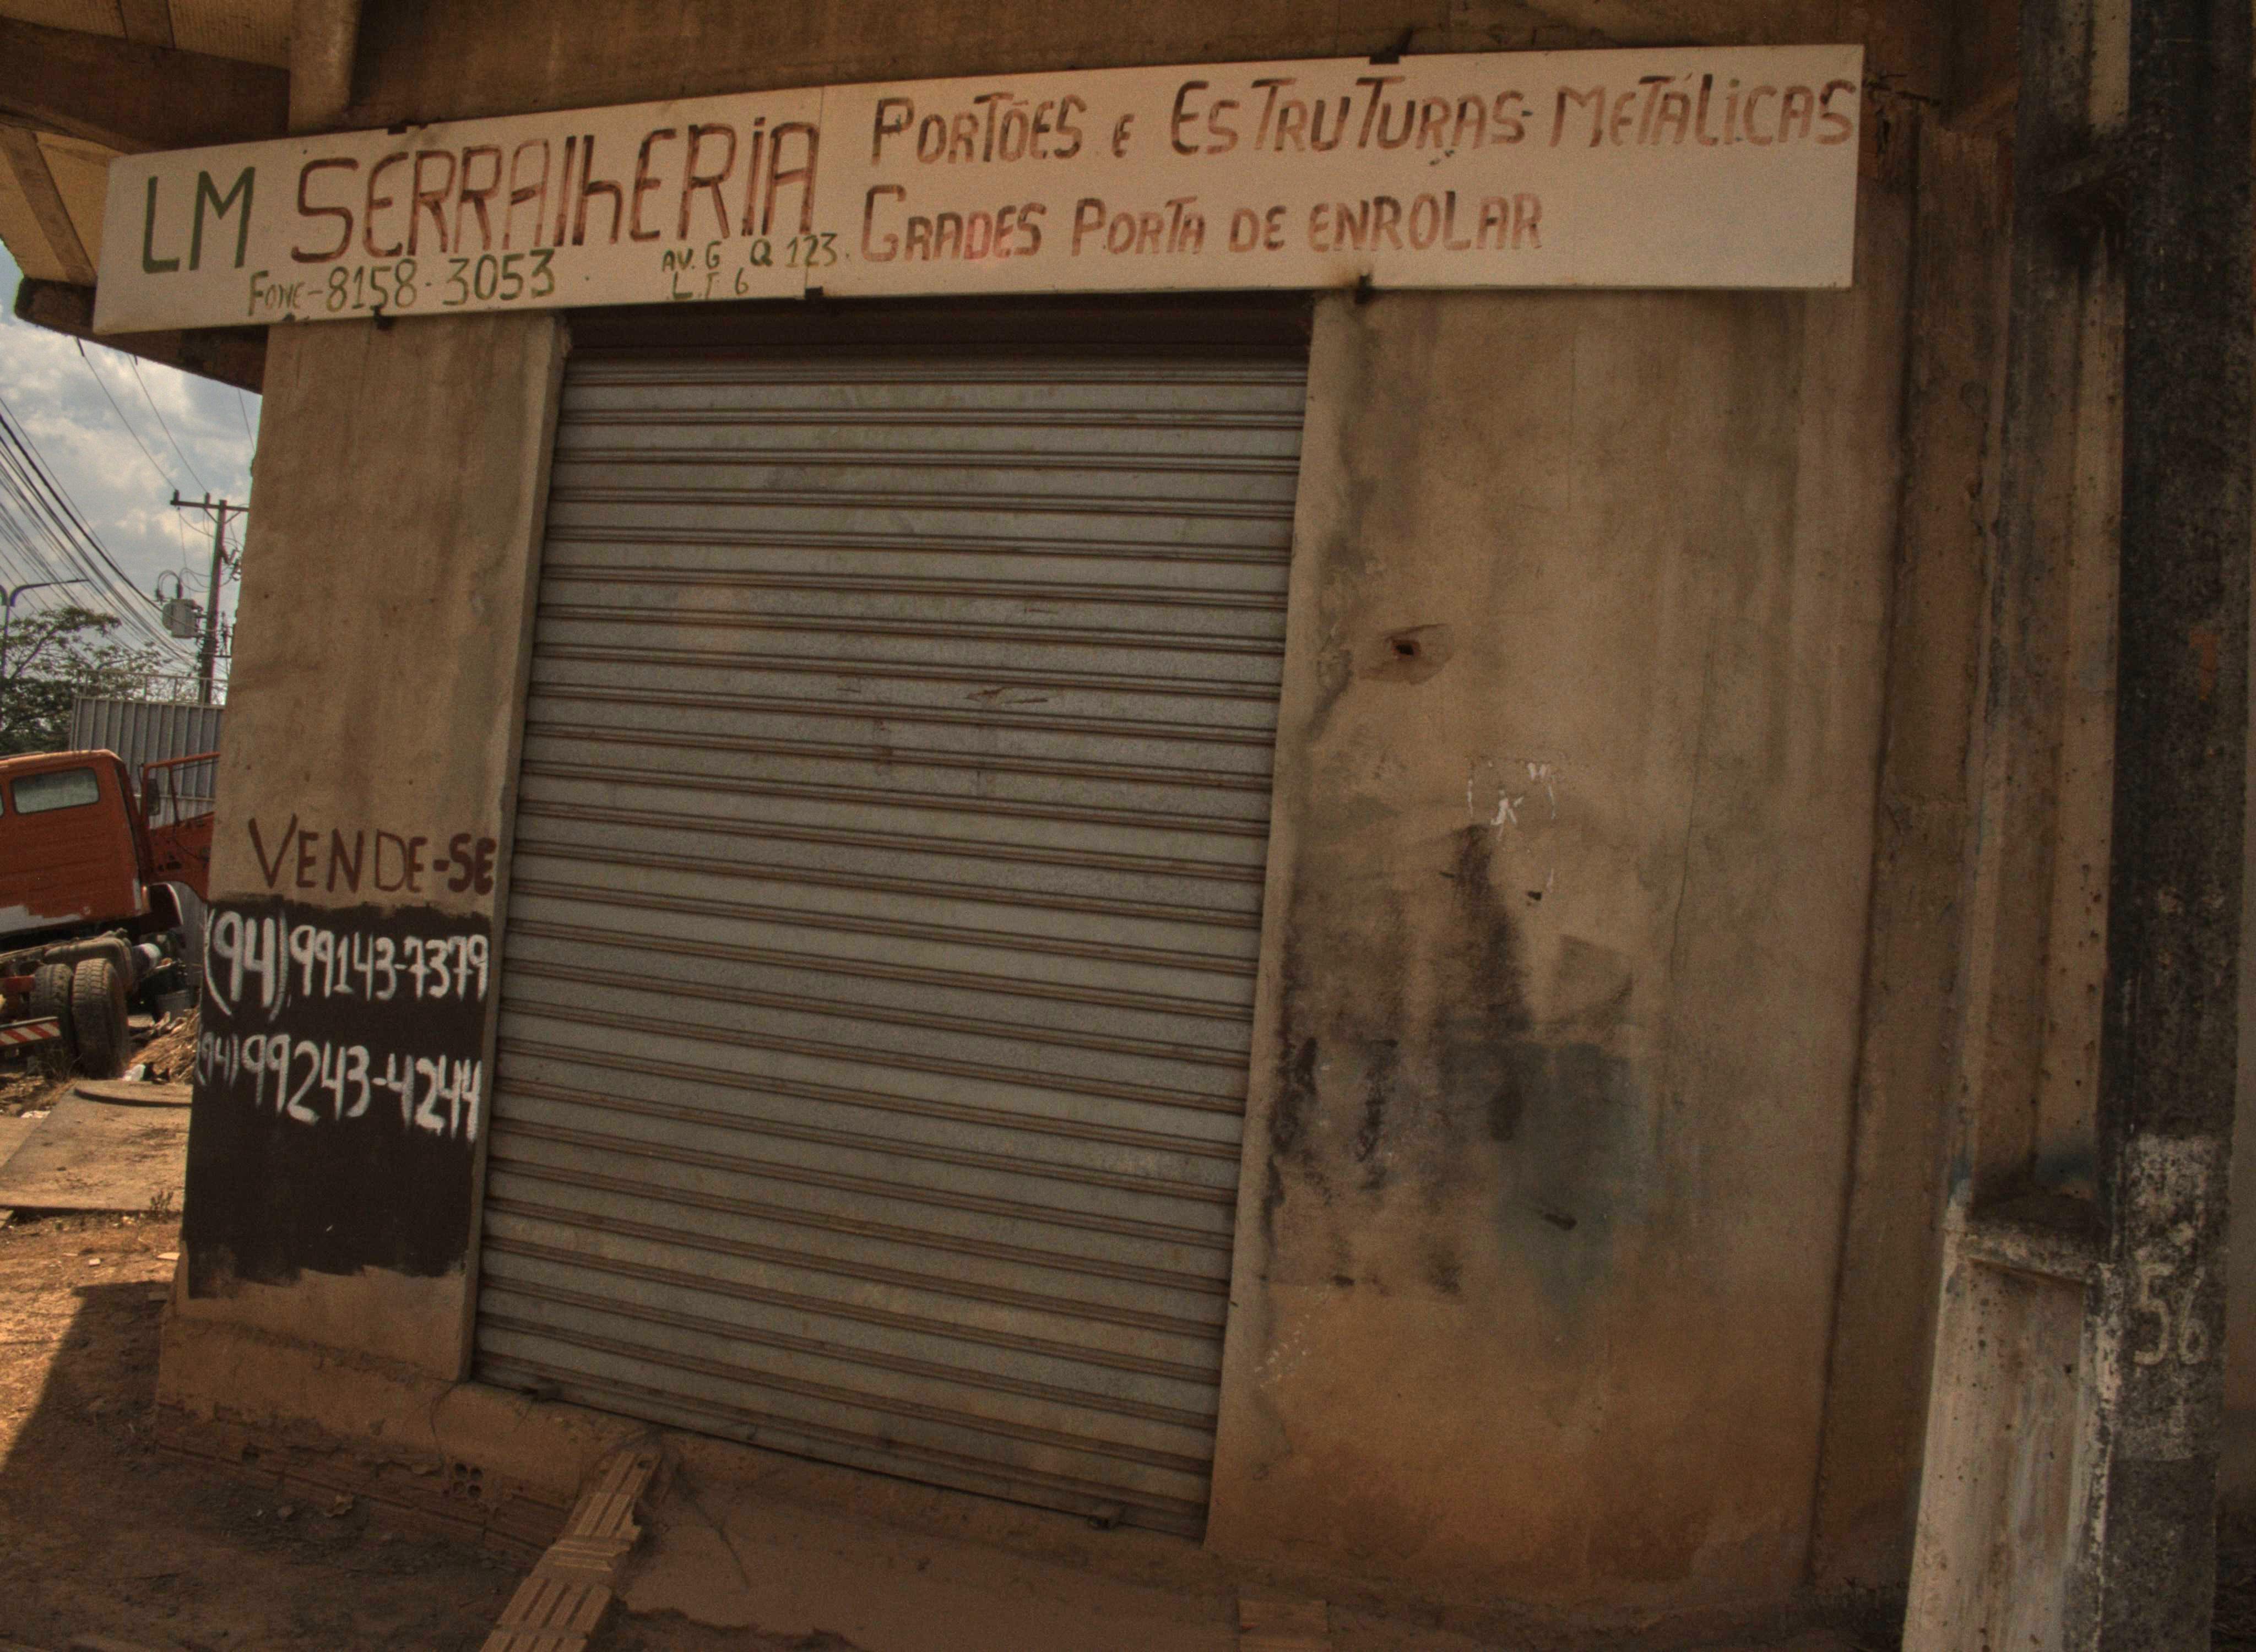 LM SERRAlhERiA
FONE-8158-3053
AV. G Q 123.
L.T 6
PORTÕES E ESTRUTURAS METÁLICAS
GRADES PORTA DE ENROLAR
VENDE-SE
(94) 99143-7379
(94) 99243-4244
56